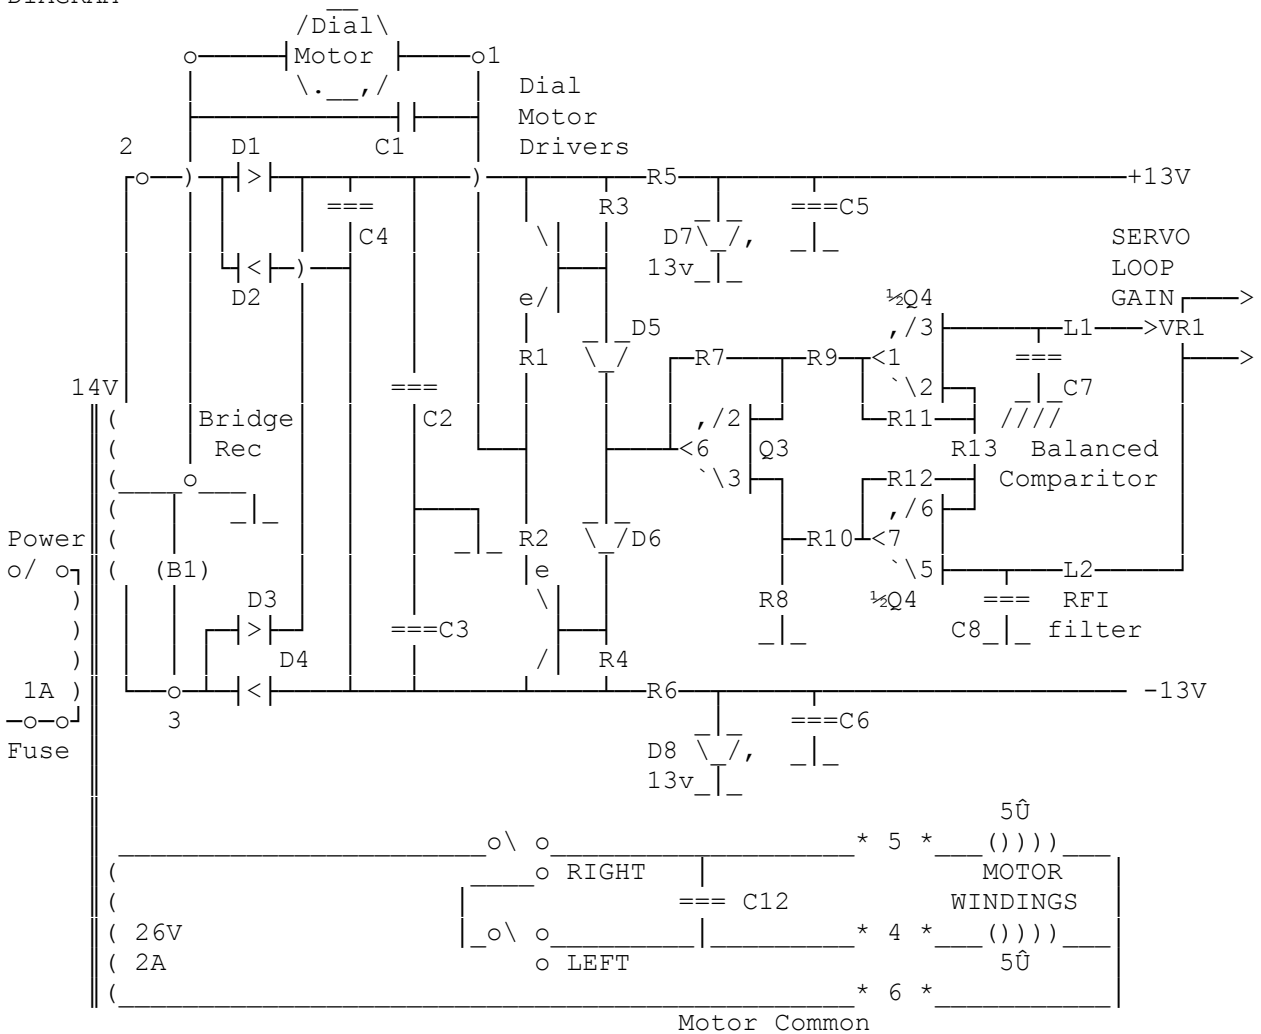 Dial
Motor
1
Dial
Motor
Drivers
2 D1 C1
R5 +13V
R3 C5
C4 D7 SERVO
13v LOOP
D2 e ½Q4 GAIN
D5 3 L1 VR1
R1 R7 R9 1
14V 2 C7
Bridge C2 2 R11
Rec 6 Q3 R13 Balanced
3 R12 Comparitor
6
Power R2 D6 R10 7
(B1) e 5 L2
D3 R8 ½Q4 RFI
C3 C8 filter
D4 R4
1A R6 -13V
3 C6
Fuse D8
13v
5Û
* 5 *
RIGHT MOTOR
C12 WINDINGS
26V * 4 *
2A LEFT 5Û
* 6 *
Motor Common